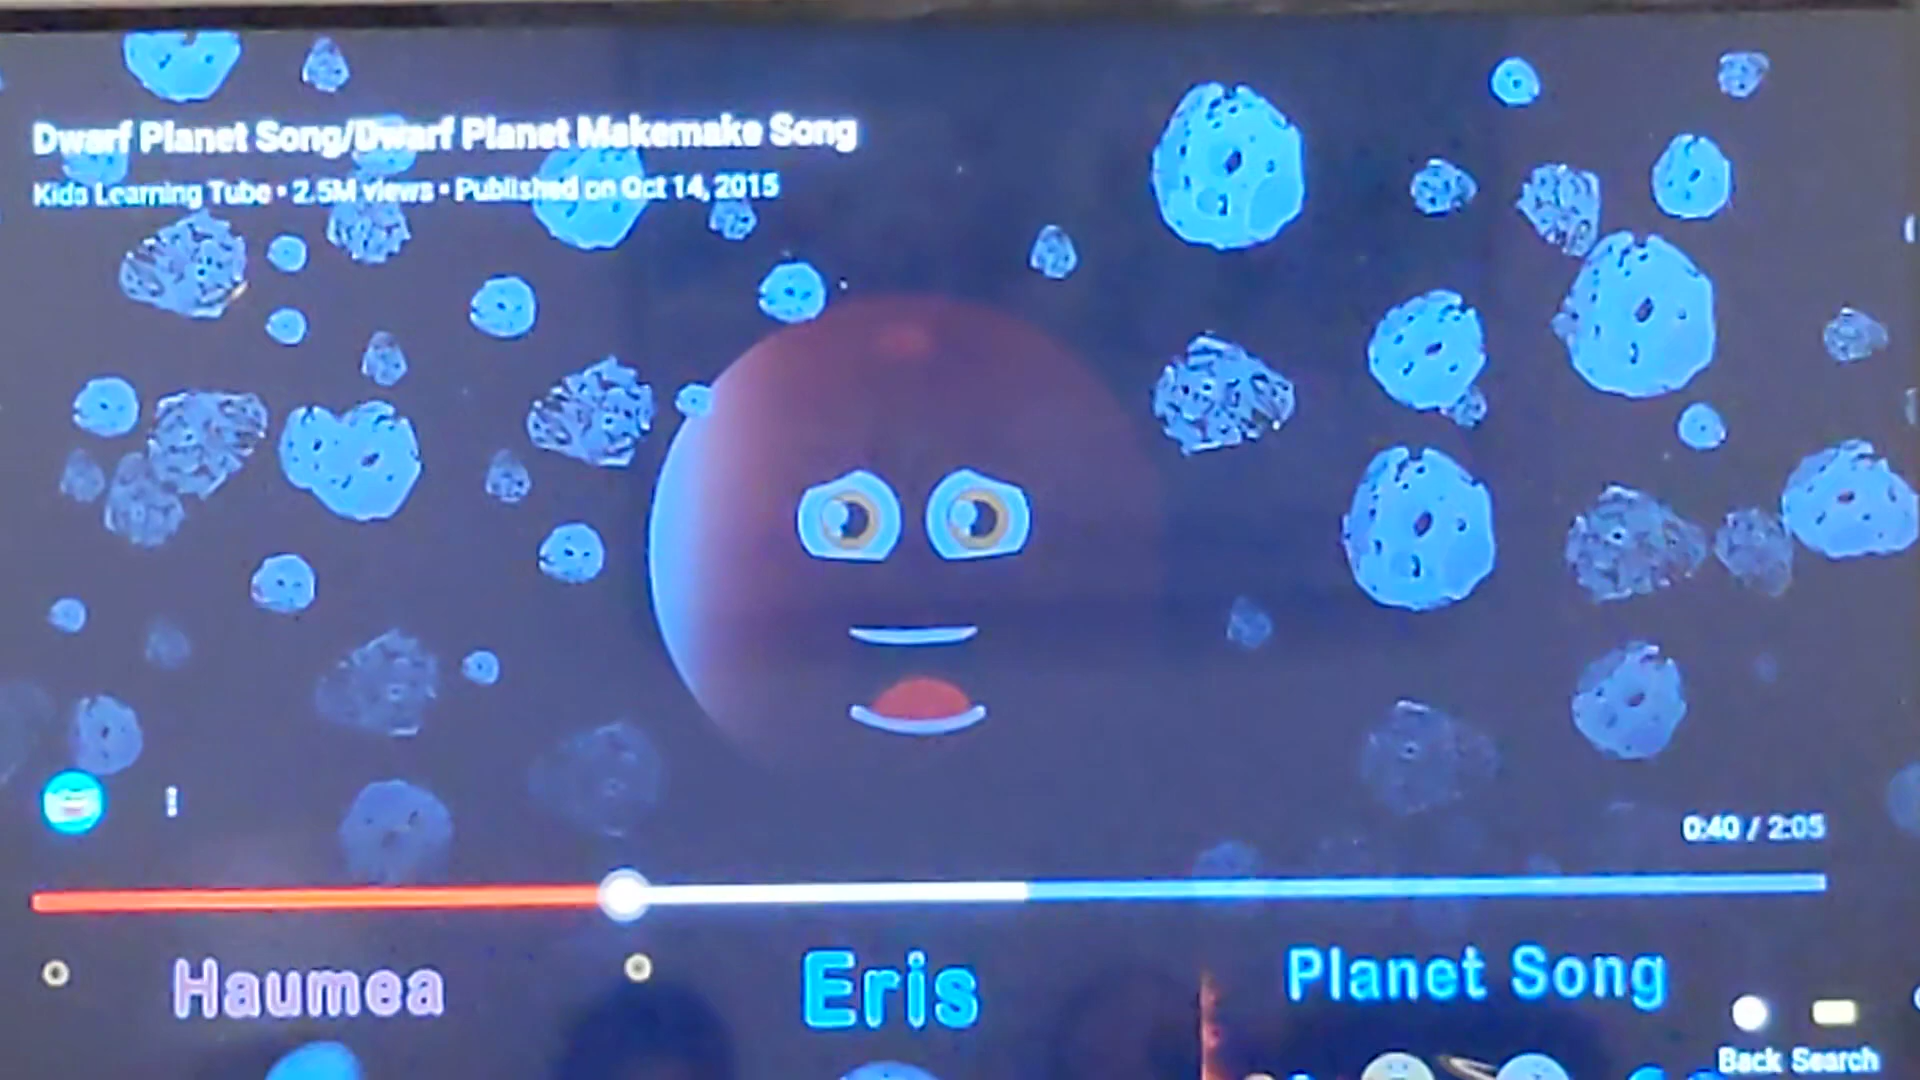 Dwarf Planet Song/Dwarf Planet Makemake Song
Kids Learning Tube • 2.5M views • Published on Oct 14, 2015
0:40 / 2:05
Haumea
Eris
Planet Song
Back Search